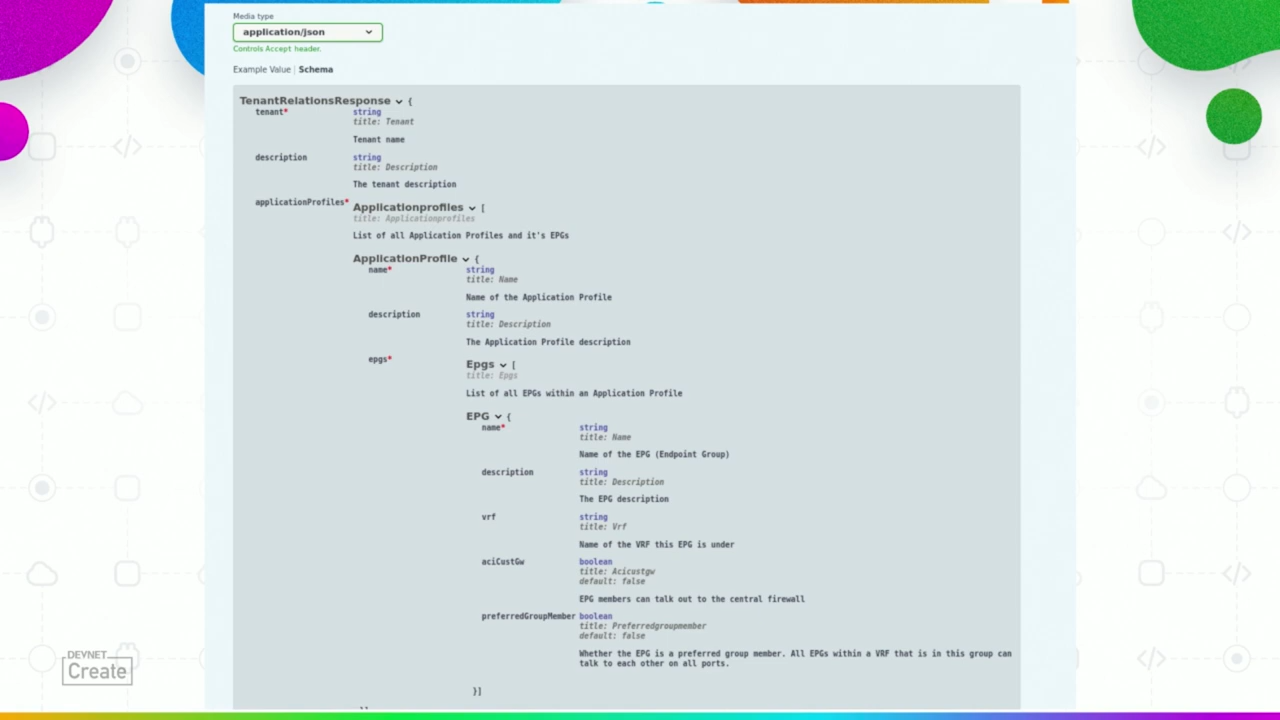 Media type
application/json
Controls Accept header.
Example Value | Schema
TenantRelationsResponse {
tenant* string
title: Tenant
Tenant name
description string
title: Description
The tenant description
applicationProfiles* Applicationprofiles [
title: Applicationprofiles
List of all Application Profiles and it's EPGs
ApplicationProfile {
name* string
title: Name
Name of the Application Profile
description string
title: Description
The Application Profile description
epgs* Epgs [
title: Epgs
List of all EPGs within an Application Profile
EPG {
name* string
title: Name
Name of the EPG (Endpoint Group)
description string
title: Description
The EPG description
vrf string
title: Vrf
Name of the VRF this EPG is under
aciCustGw boolean
title: Acicustgw
default: false
EPG members can talk out to the central firewall
preferredGroupMember boolean
title: Preferredgroupmember
default: false
Whether the EPG is a preferred group member. All EPGs within a VRF that is in this group can
talk to each other on all ports.
}]
DEVNET
Create